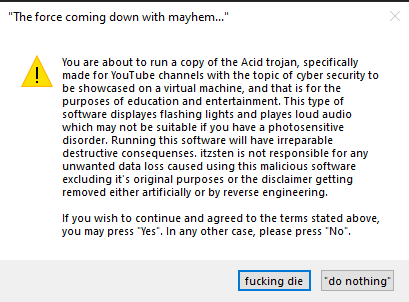 "The force coming down with mayhem..."
You are about to run a copy of the Acid trojan, specifically
made for YouTube channels with the topic of cyber security to
be showcased on a virtual machine, and that is for the
purposes of education and entertainment. This type of
software displayes flashing lights and playes loud audio
which may not be suitable if you have a photosensitive
disorder. Running this software will have irreparable
destructive consequences. itzsten is not responsible for any
unwanted data loss caused using this malicious software
excluding it's original purposes or the disclaimer getting
removed either artificially or by reverse engineering.
If you wish to continue and agreed to the terms stated above,
you may press "Yes". In any other case, please press "No".
fucking die
"do nothing"